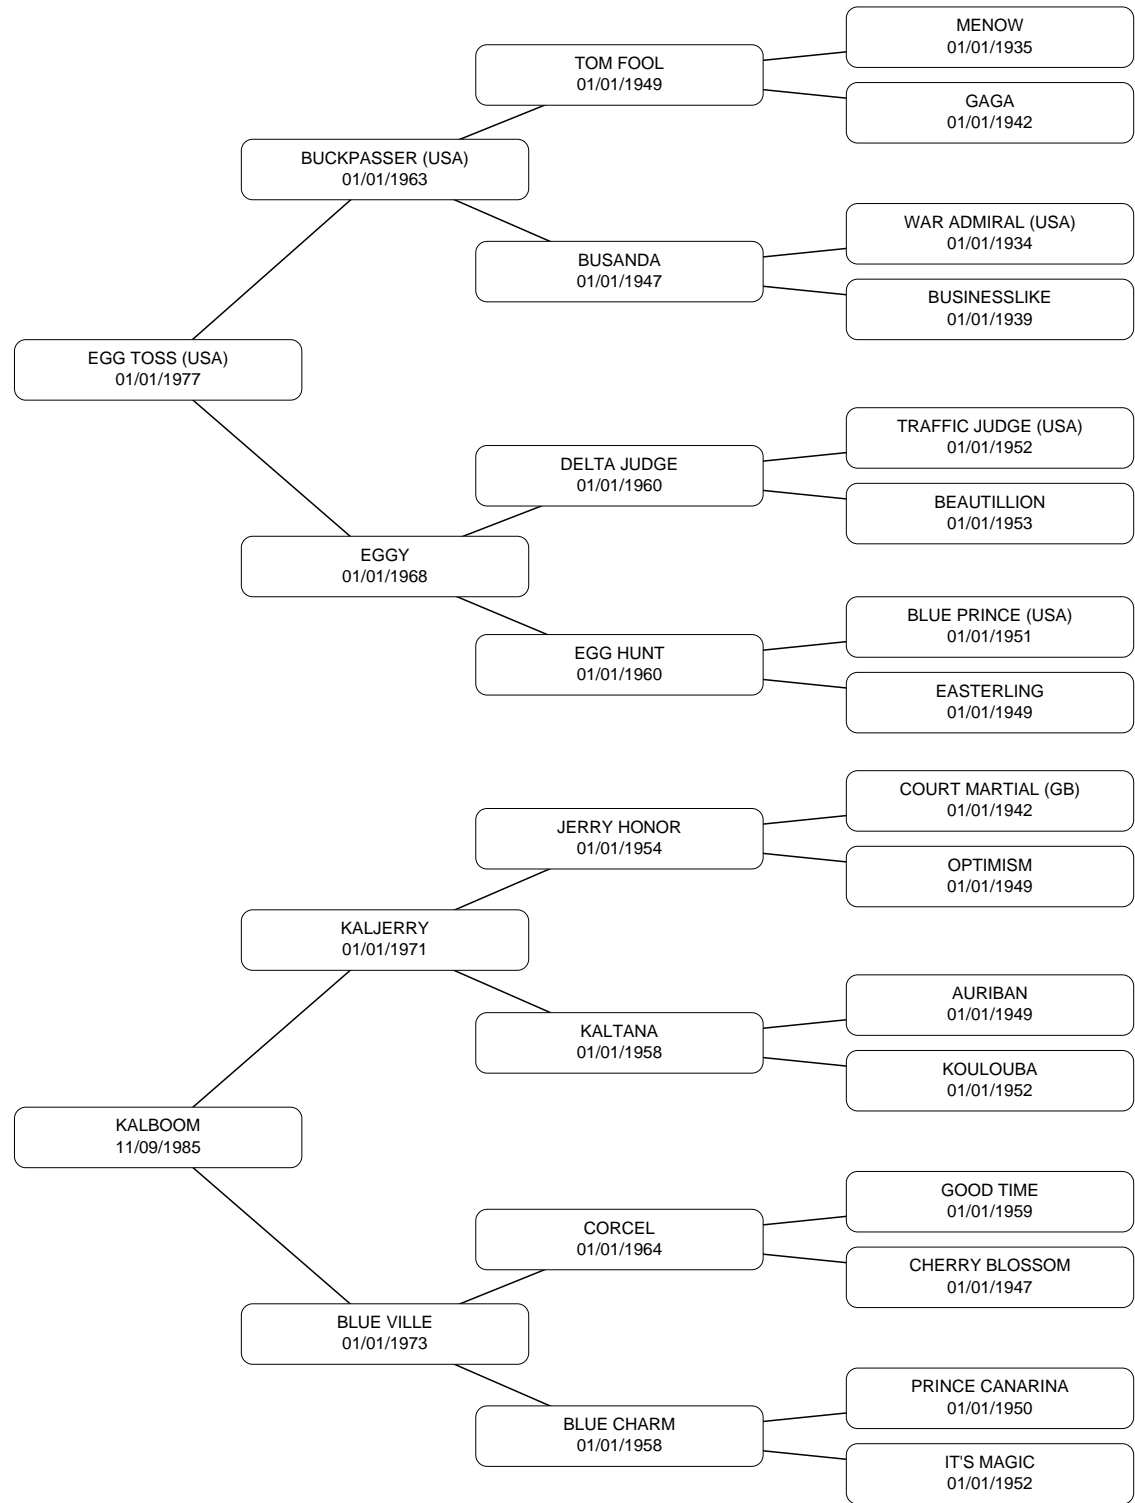 MENOW
01/01/1935
TOM FOOL
01/01/1949
GAGA
01/01/1942
BUCKPASSER (USA)
01/01/1963
WAR ADMIRAL (USA)
01/01/1934
BUSANDA
01/01/1947
BUSINESSLIKE
01/01/1939
EGG TOSS (USA)
01/01/1977
TRAFFIC JUDGE (USA)
01/01/1952
DELTA JUDGE
01/01/1960
BEAUTILLION
01/01/1953
EGGY
01/01/1968
BLUE PRINCE (USA)
01/01/1951
EGG HUNT
01/01/1960
EASTERLING
01/01/1949
COURT MARTIAL (GB)
01/01/1942
JERRY HONOR
01/01/1954
OPTIMISM
01/01/1949
KALJERRY
01/01/1971
AURIBAN
01/01/1949
KALTANA
01/01/1958
KOULOUBA
01/01/1952
KALBOOM
11/09/1985
GOOD TIME
01/01/1959
CORCEL
01/01/1964
CHERRY BLOSSOM
01/01/1947
BLUE VILLE
01/01/1973
PRINCE CANARINA
01/01/1950
BLUE CHARM
01/01/1958
IT'S MAGIC
01/01/1952